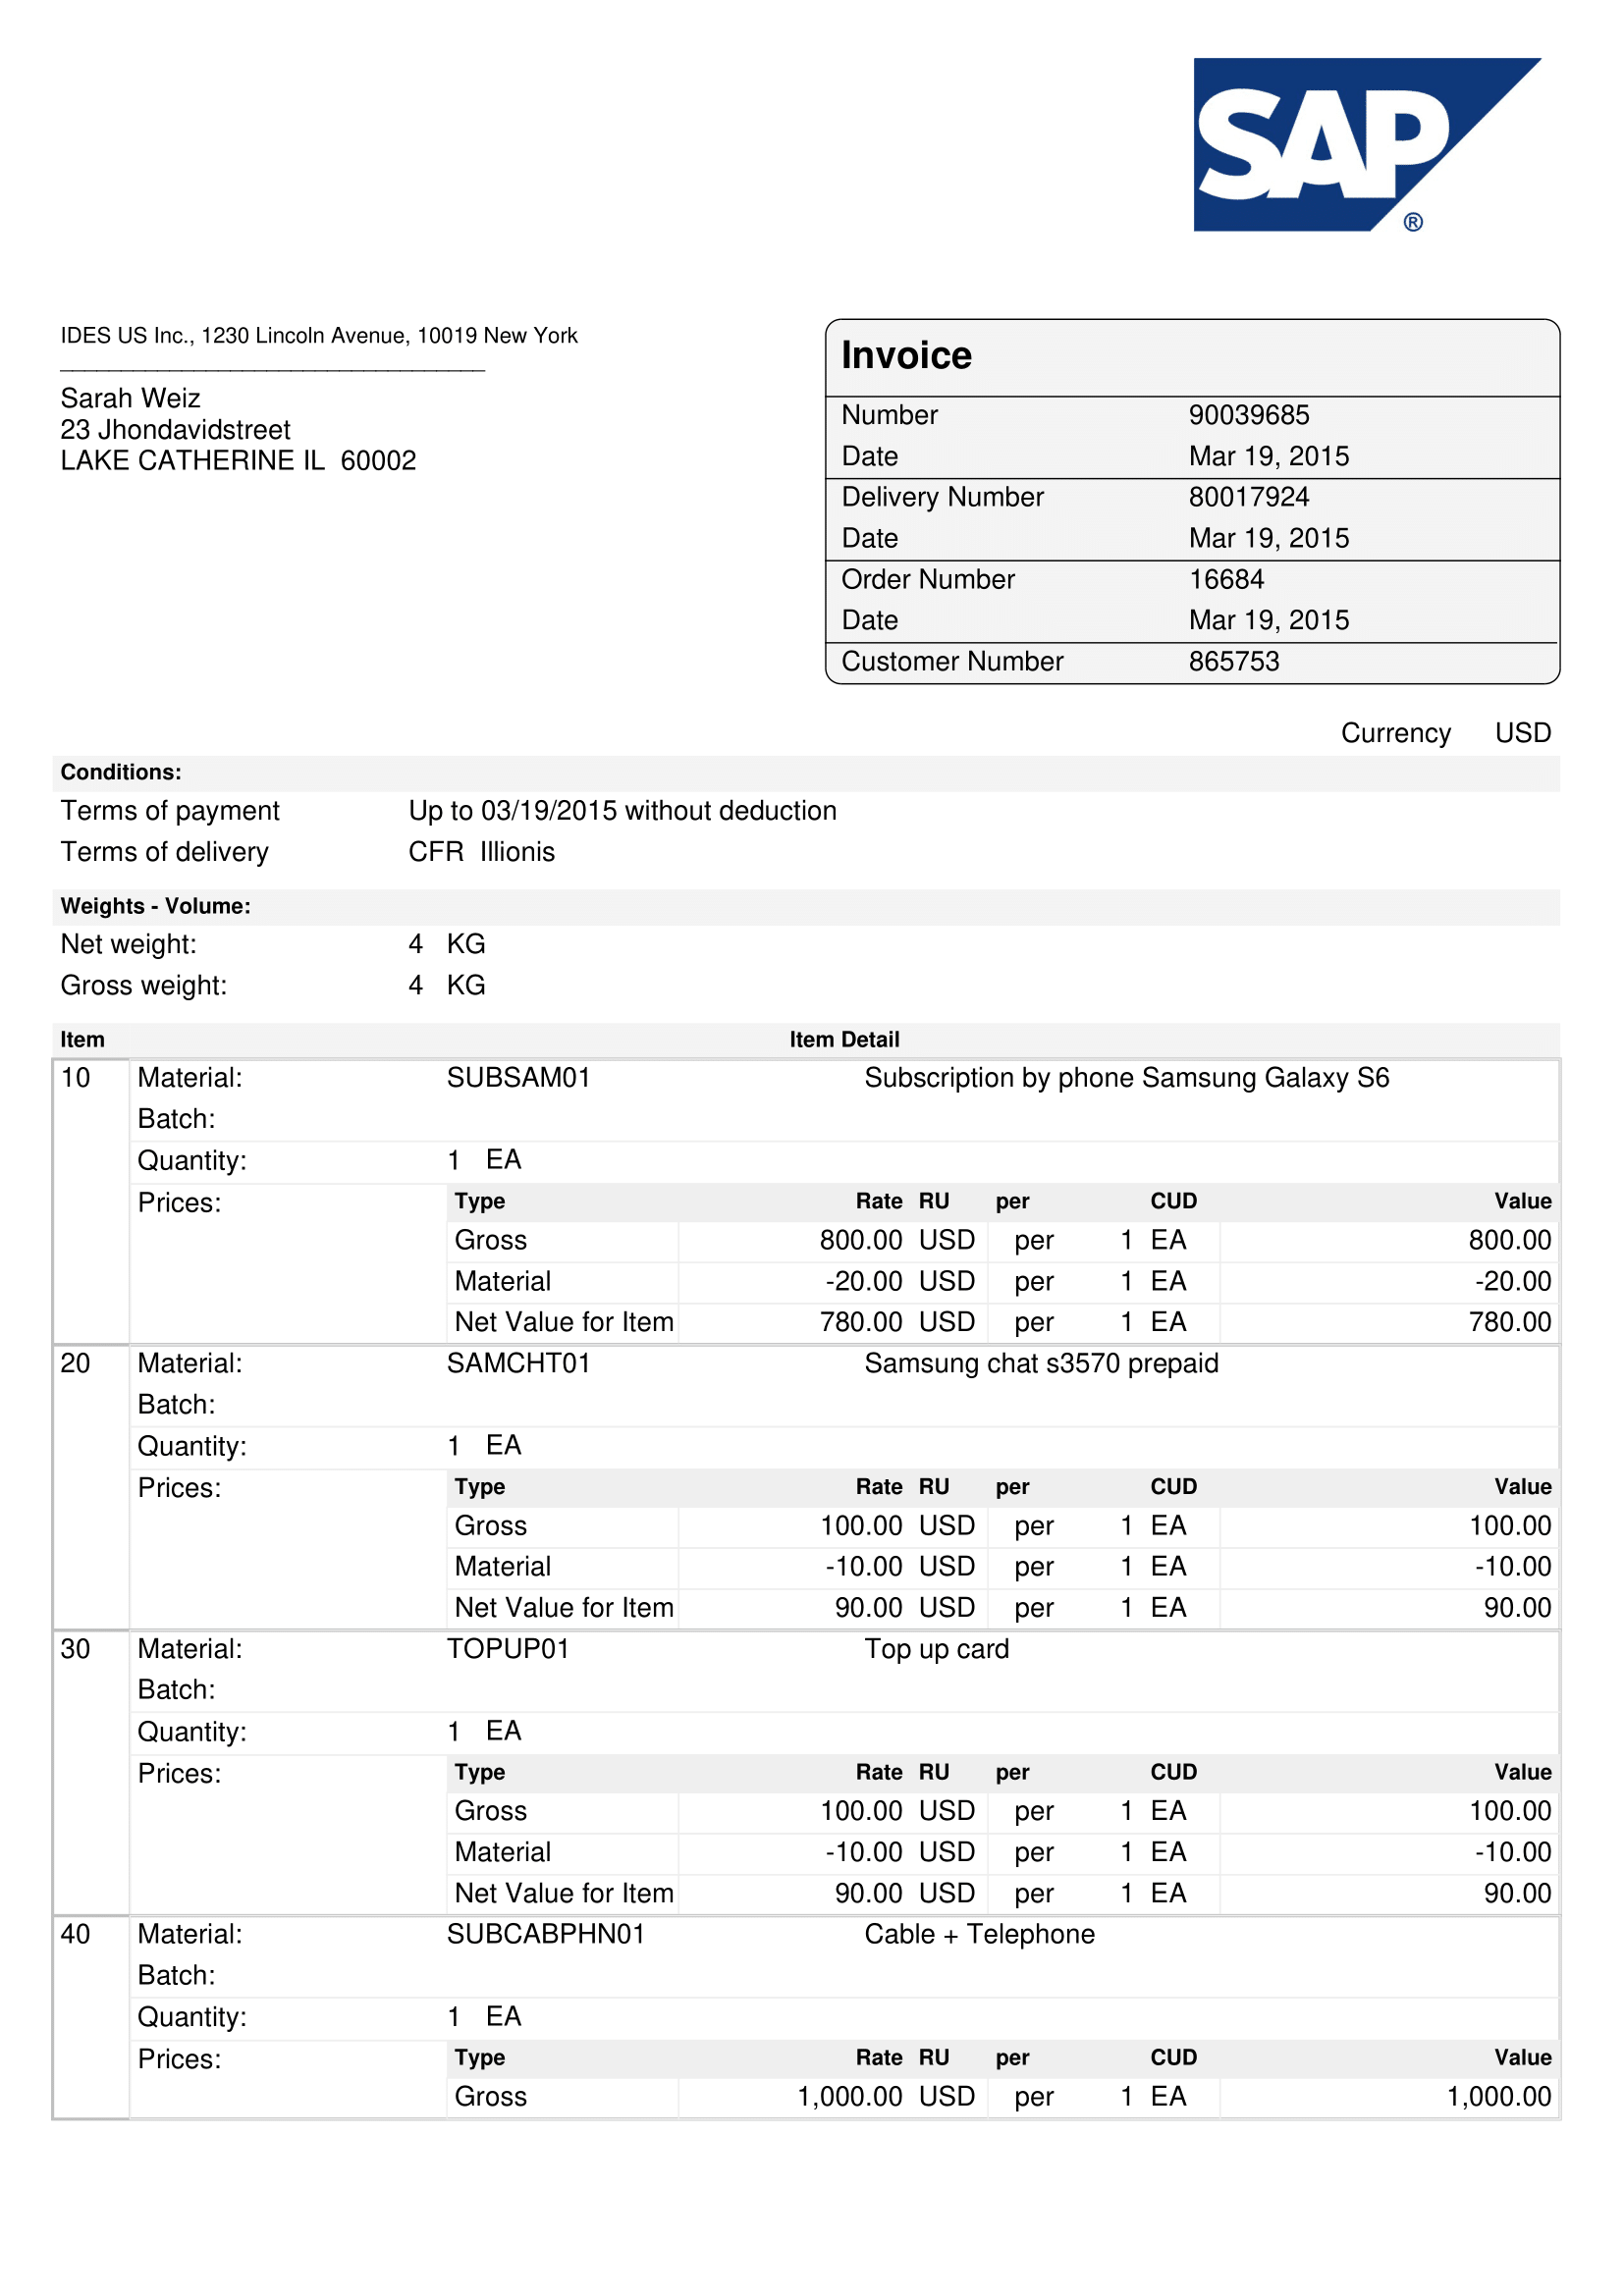 SAP
®
IDES US Inc., 1230 Lincoln Avenue, 10019 New York
Sarah Weiz
23 Jhondavidstreet
LAKE CATHERINE IL 60002
Invoice
Number 90039685
Date Mar 19, 2015
Delivery Number 80017924
Date Mar 19, 2015
Order Number 16684
Date Mar 19, 2015
Customer Number 865753
Currency USD
Conditions:
Terms of payment Up to 03/19/2015 without deduction
Terms of delivery CFR Illionis
Weights - Volume:
Net weight: 4 KG
Gross weight: 4 KG
Item Item Detail
10 Material: SUBSAM01 Subscription by phone Samsung Galaxy S6
Batch:
Quantity: 1 EA
Prices: Type Rate RU per CUD Value
Gross 800.00 USD per 1 EA 800.00
Material -20.00 USD per 1 EA -20.00
Net Value for Item 780.00 USD per 1 EA 780.00
20 Material: SAMCHT01 Samsung chat s3570 prepaid
Batch:
Quantity: 1 EA
Prices: Type Rate RU per CUD Value
Gross 100.00 USD per 1 EA 100.00
Material -10.00 USD per 1 EA -10.00
Net Value for Item 90.00 USD per 1 EA 90.00
30 Material: TOPUP01 Top up card
Batch:
Quantity: 1 EA
Prices: Type Rate RU per CUD Value
Gross 100.00 USD per 1 EA 100.00
Material -10.00 USD per 1 EA -10.00
Net Value for Item 90.00 USD per 1 EA 90.00
40 Material: SUBCABPHN01 Cable + Telephone
Batch:
Quantity: 1 EA
Prices: Type Rate RU per CUD Value
Gross 1,000.00 USD per 1 EA 1,000.00